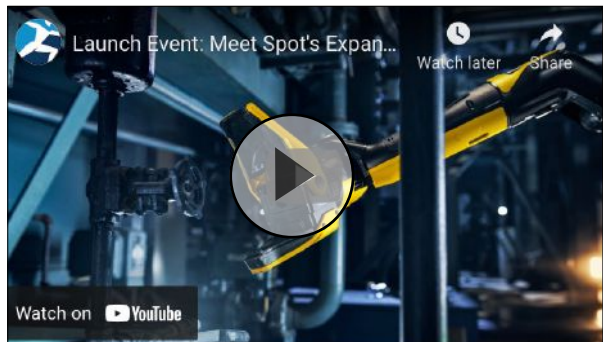 Launch Event: Meet Spot's Expan...
Watch later
Share
Watch on YouTube